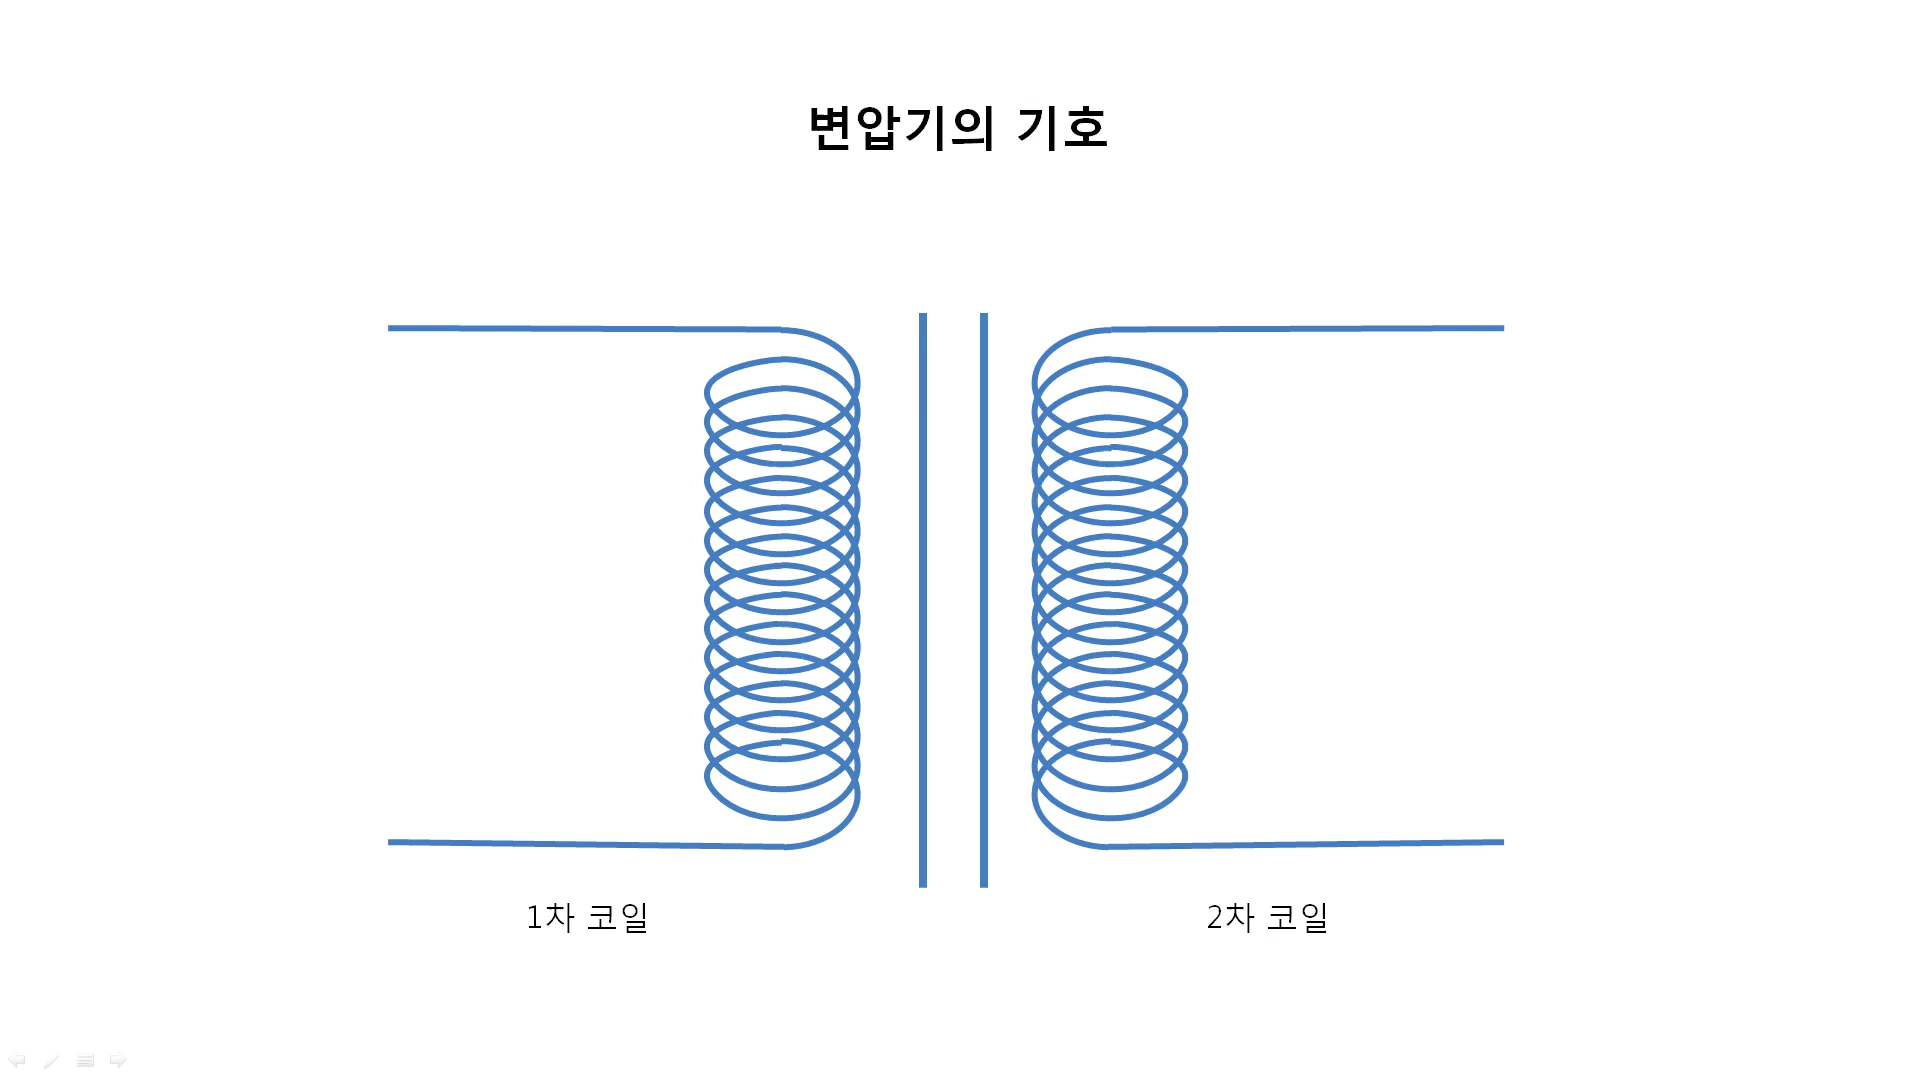 변압기의 기호
1차 코일
2차 코일